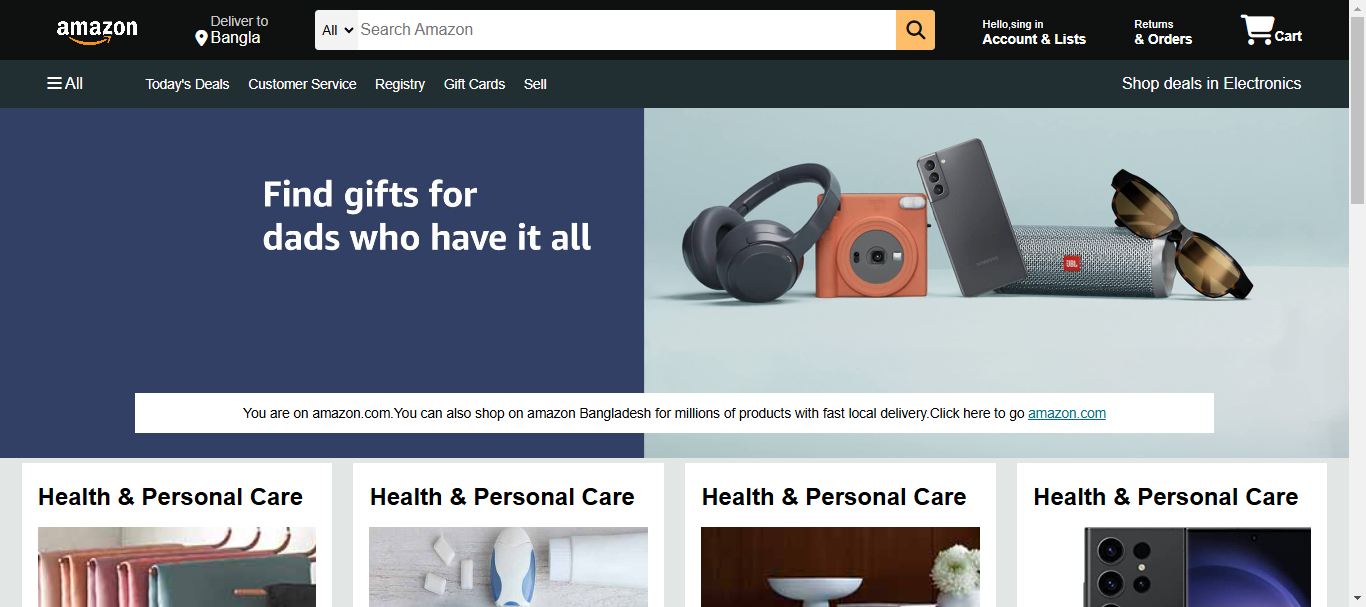 amazon
Deliver to
Bangla
All
Search Amazon
Hello,sing in
Account & Lists
Returns
& Orders
Cart
All
Today's Deals
Customer Service
Registry
Gift Cards
Sell
Shop deals in Electronics
Find gifts for
dads who have it all
SAMSUNG
JBL
You are on amazon.com.You can also shop on amazon Bangladesh for millions of products with fast local delivery.Click here to go amazon.com
Health & Personal Care
Health & Personal Care
Health & Personal Care
Health & Personal Care